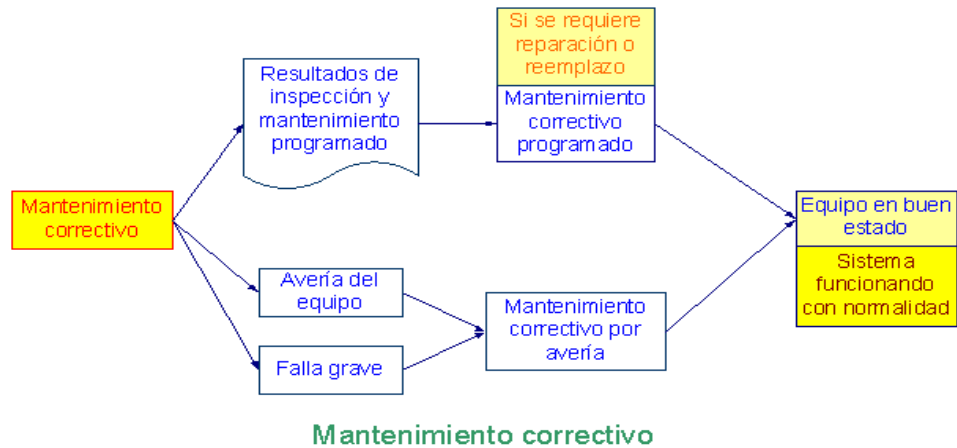 Si se requiere
reparación o
reemplazo
Resultados de
inspección y
mantenimiento
programado
Mantenimiento
correctivo
programado
Mantenimiento
correctivo
Equipo en buen
estado
Sistema
funcionando
con normalidad
Avería del
equipo
Mantenimiento
correctivo por
avería
Falla grave
Mantenimiento correctivo